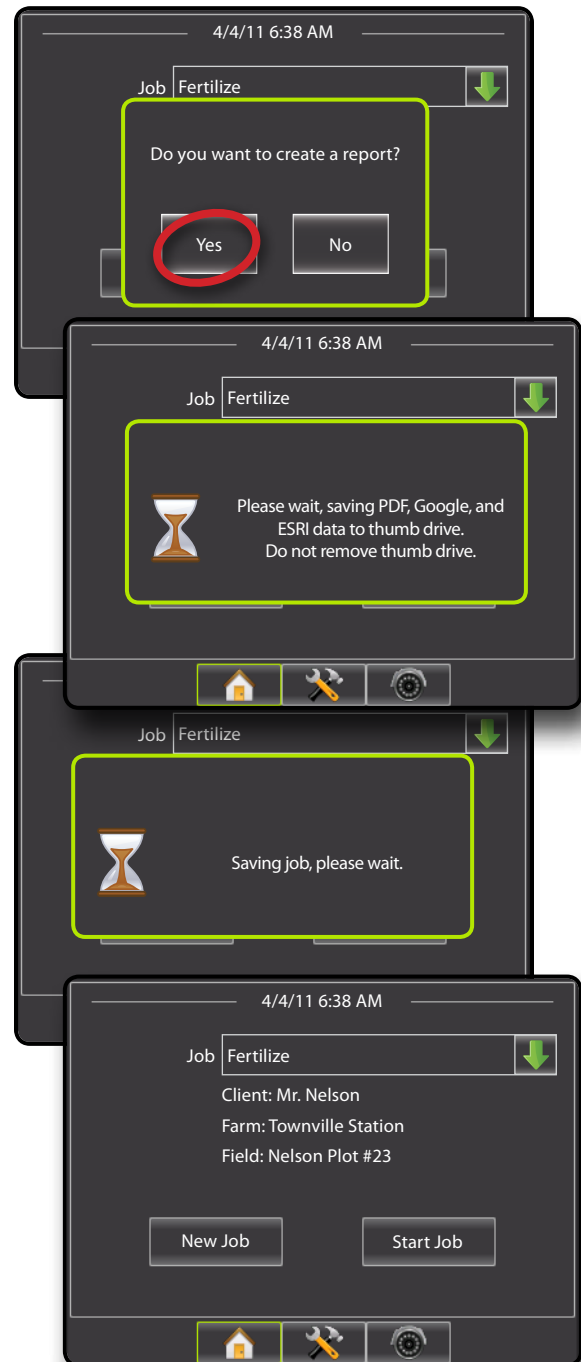 4/4/11 6:38 AM
Job Fertilize
Do you want to create a report?
Yes No
4/4/11 6:38 AM
Job Fertilize
Please wait, saving PDF, Google, and
ESRI data to thumb drive.
Do not remove thumb drive.
Job Fertilize
Saving job, please wait.
4/4/11 6:38 AM
Job Fertilize
Client: Mr. Nelson
Farm: Townville Station
Field: Nelson Plot #23
New Job Start Job